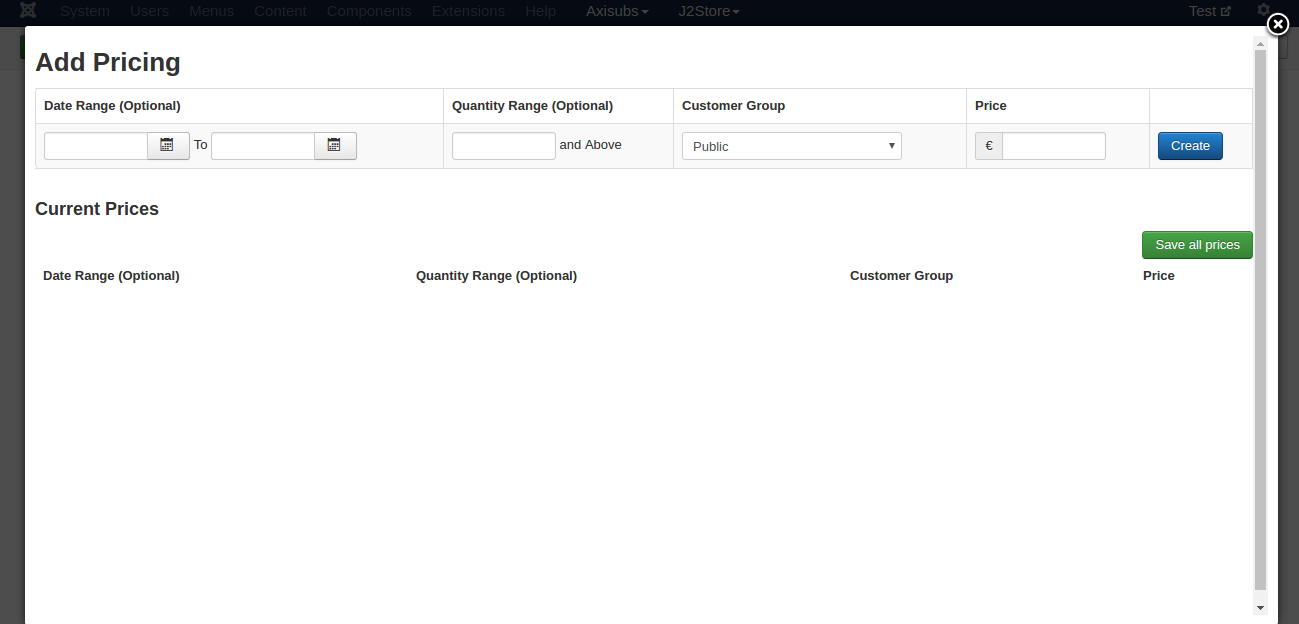 System Users Menus Content Components Extensions Help Axisubs J2Store Test
Add Pricing
Date Range (Optional) Quantity Range (Optional) Customer Group Price
To and Above Public € Create
Current Prices
Save all prices
Date Range (Optional) Quantity Range (Optional) Customer Group Price